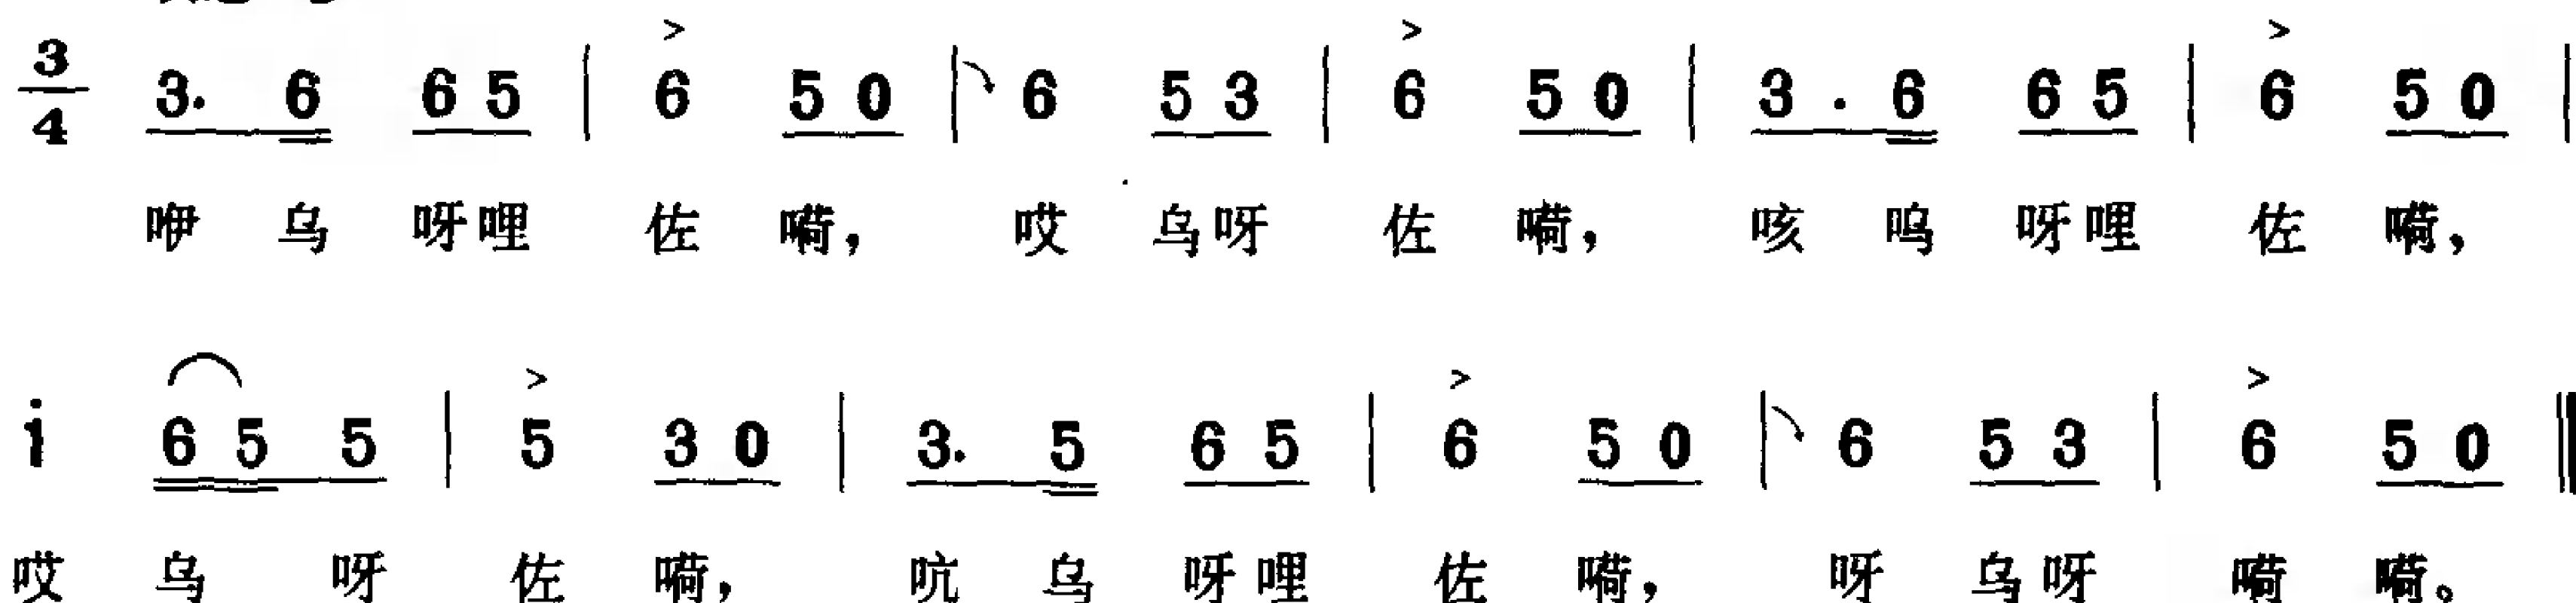 3/4 3. 6 6 5 | 6 5 0 | 6 5 3 | 6 5 0 | 3 . 6 6 5 | 6 5 0 |
咿 乌 呀哩 佐 嗬, 哎 乌呀 佐 嗬, 咳 呜 呀哩 佐 嗬,
i 6 5 5 | 5 3 0 | 3. 5 6 5 | 6 5 0 | 6 5 3 | 6 5 0 ‖
哎 乌 呀 佐 嗬, 吭 乌 呀哩 佐 嗬, 呀 乌呀 嗬 嗬。